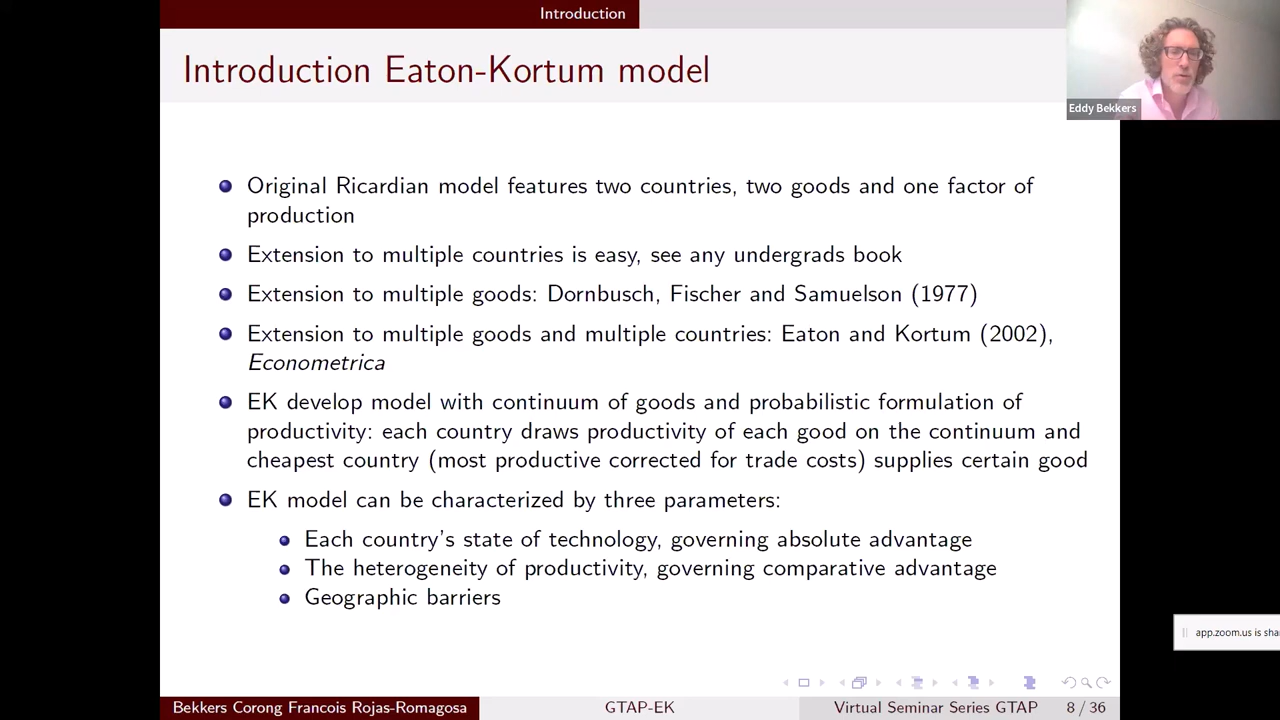 Introduction
Introduction Eaton-Kortum model
Eddy Bekkers
Original Ricardian model features two countries, two goods and one factor of
production
Extension to multiple countries is easy, see any undergrads book
Extension to multiple goods: Dornbusch, Fischer and Samuelson (1977)
Extension to multiple goods and multiple countries: Eaton and Kortum (2002),
Econometrica
EK develop model with continuum of goods and probabilistic formulation of
productivity: each country draws productivity of each good on the continuum and
cheapest country (most productive corrected for trade costs) supplies certain good
EK model can be characterized by three parameters:
Each country's state of technology, governing absolute advantage
The heterogeneity of productivity, governing comparative advantage
Geographic barriers
app.zoom.us is sha
Bekkers Corong Francois Rojas-Romagosa GTAP-EK Virtual Seminar Series GTAP 8 / 36